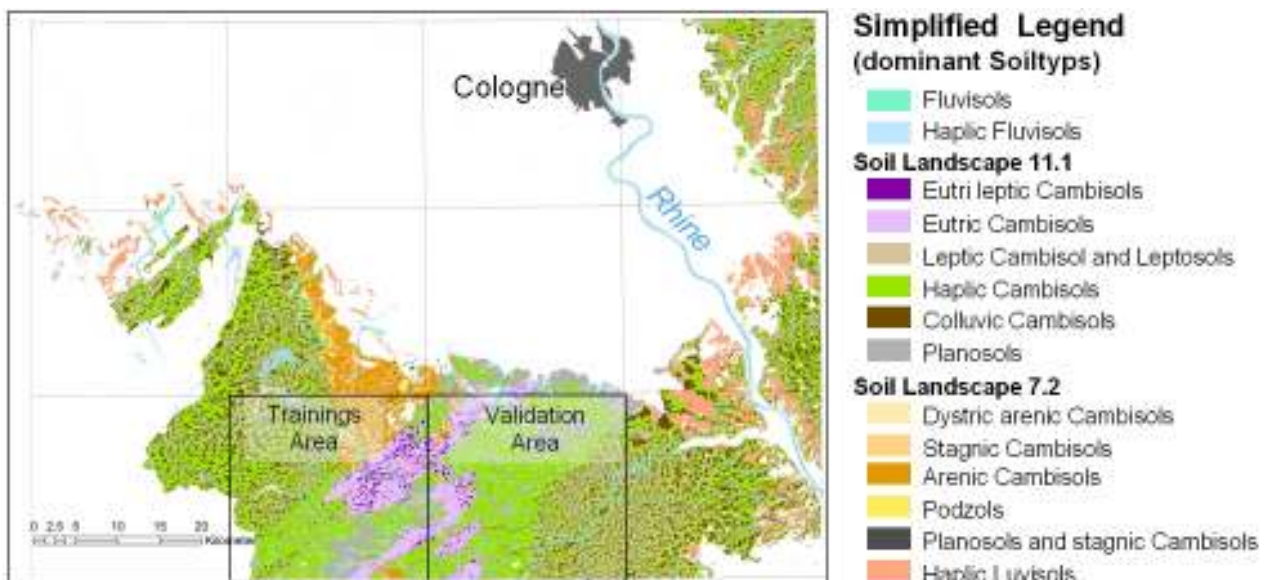 Cologne
Rhine
Trainings
Area
Validation
Area
0 2.5 5 10 15 20
Kilometer
Simplified Legend
(dominant Soiltyps)
Fluvisols
Haplic Fluvisols
Soil Landscape 11.1
Eutri leptic Cambisols
Eutric Cambisols
Leptic Cambisol and Leptosols
Haplic Cambisols
Colluvic Cambisols
Planosols
Soil Landscape 7.2
Dystric arenic Cambisols
Stagnic Cambisols
Arenic Cambisols
Podzols
Planosols and stagnic Cambisols
Haplic Luvisols